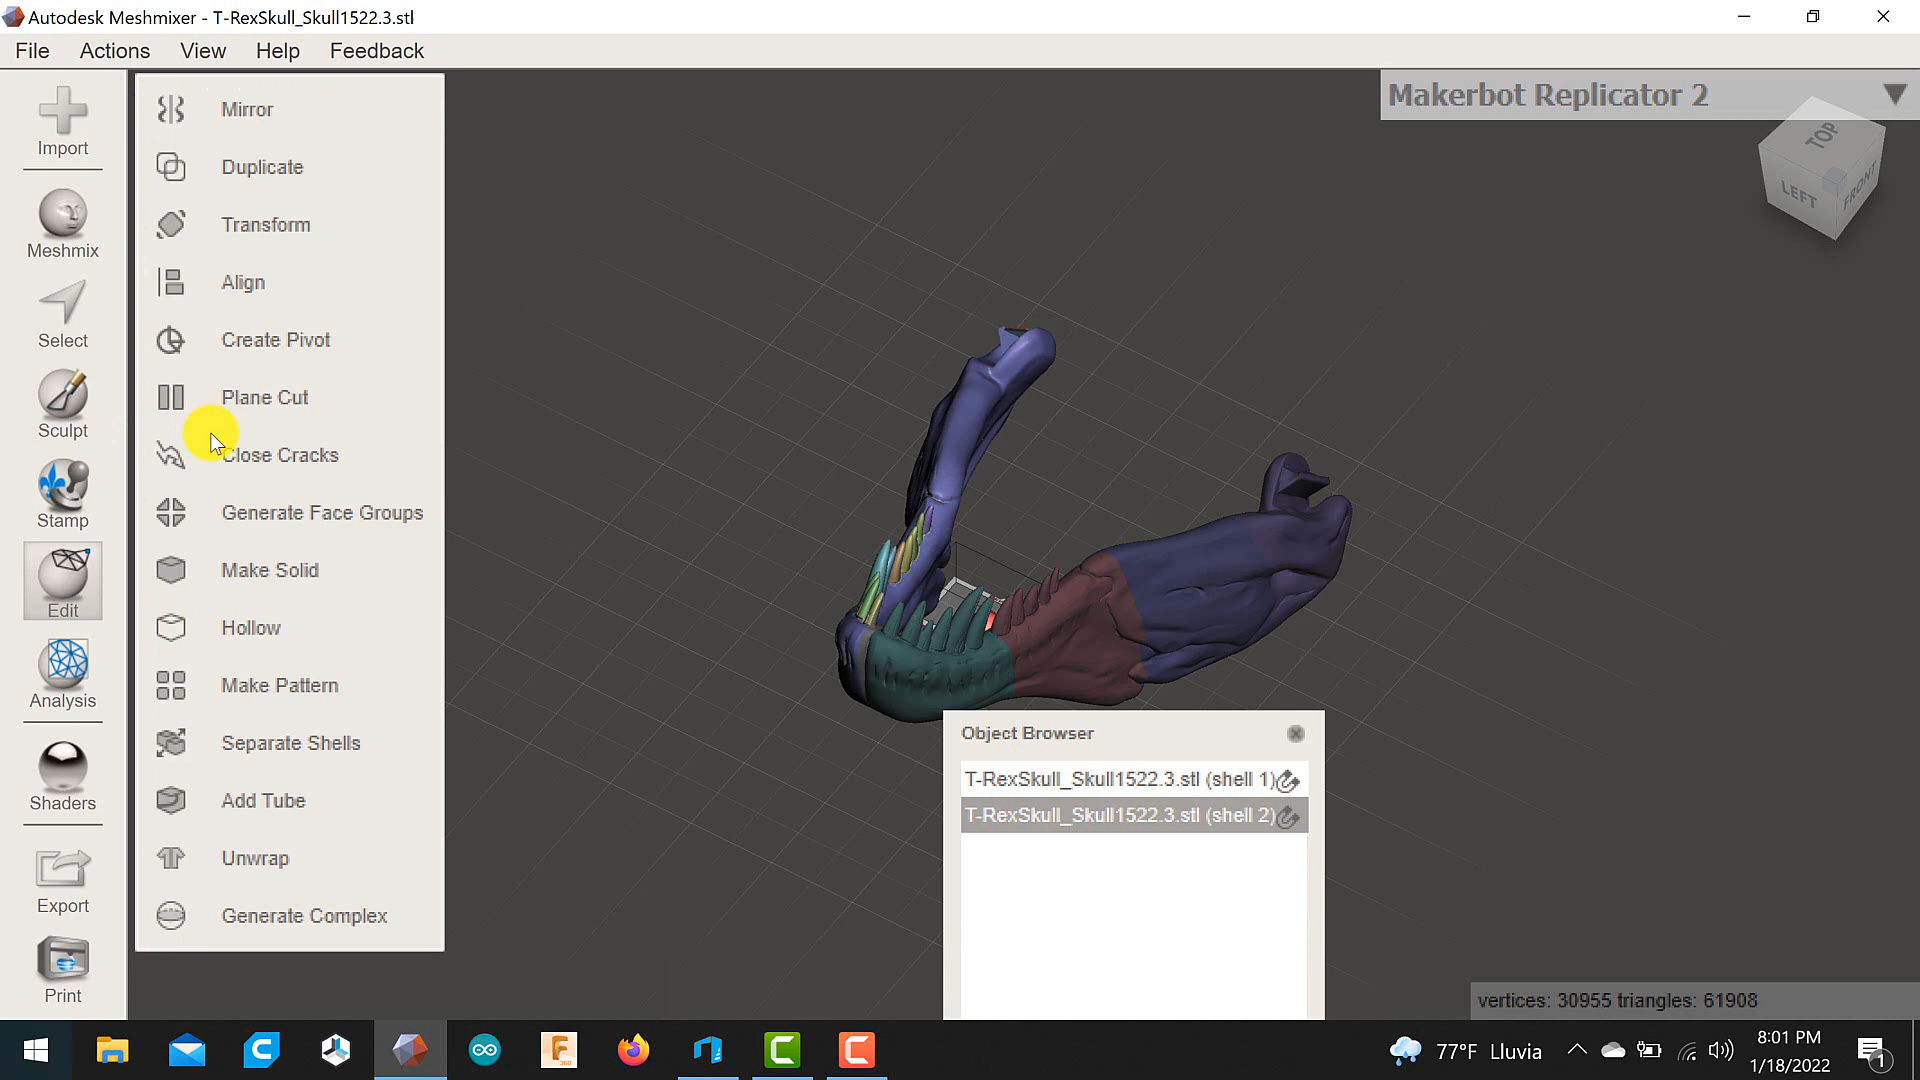 Autodesk Meshmixer - T-RexSkull_Skull1522.3.stl
File Actions View Help Feedback
Makerbot Replicator 2
TOP
LEFT
FRONT
Import
Meshmix
Select
Sculpt
Stamp
Edit
Analysis
Shaders
Export
Print
Mirror
Duplicate
Transform
Align
Create Pivot
Plane Cut
Close Cracks
Generate Face Groups
Make Solid
Hollow
Make Pattern
Separate Shells
Add Tube
Unwrap
Generate Complex
Object Browser
T-RexSkull_Skull1522.3.stl (shell 1)
T-RexSkull_Skull1522.3.stl (shell 2)
vertices: 30955 triangles: 61908
F
360
77°F Lluvia
8:01 PM
1/18/2022
1